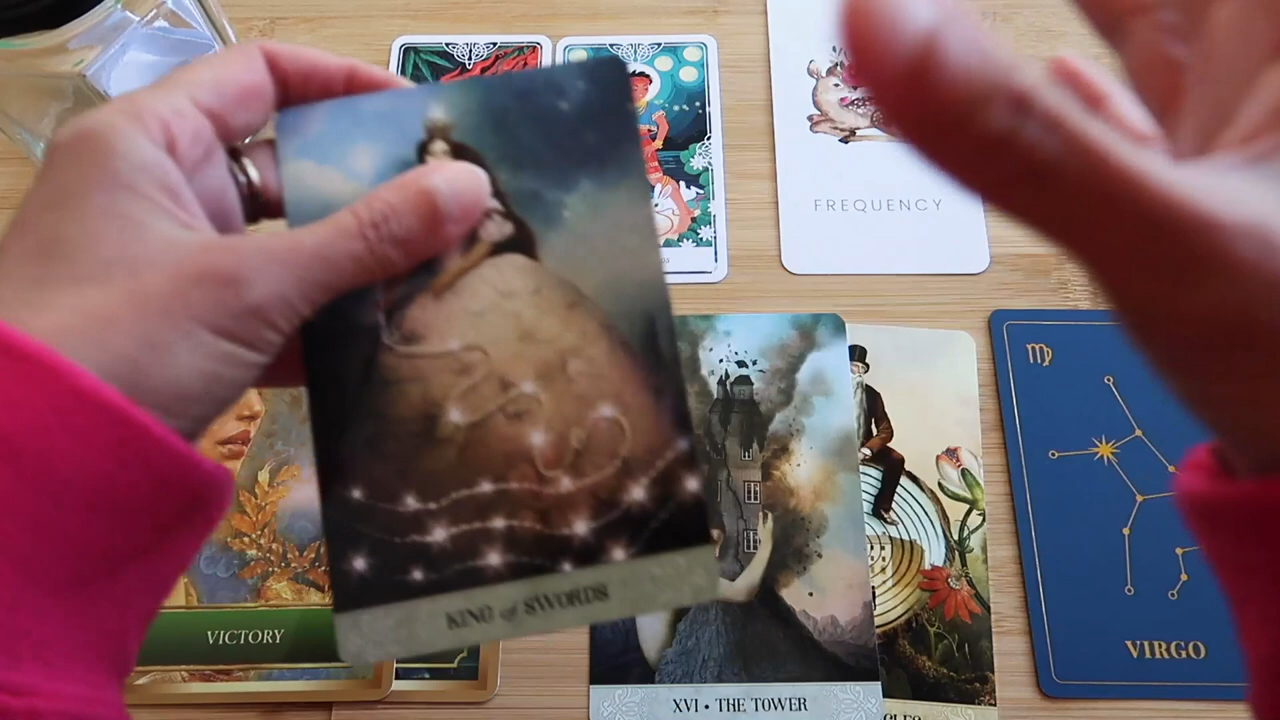 FREQUENCY
KING of SWORDS
VICTORY
XVI • THE TOWER
VIRGO